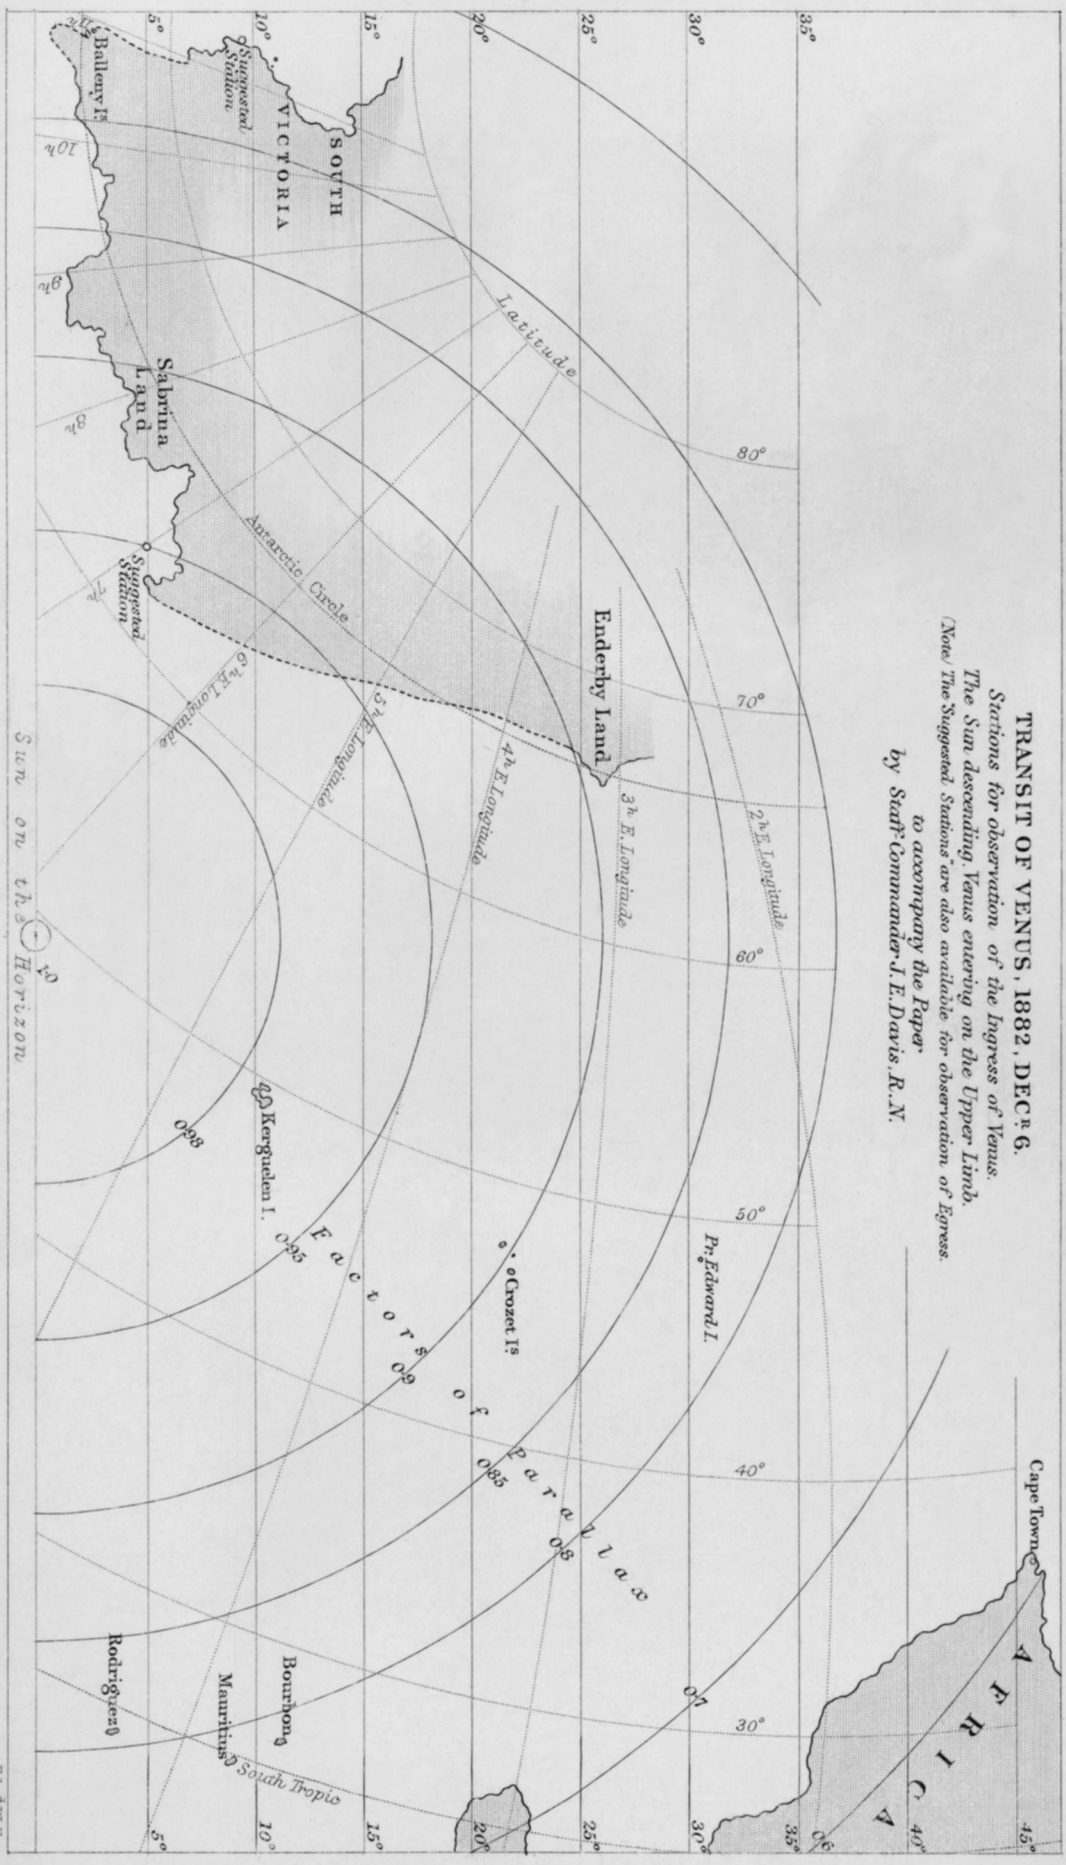 TRANSIT OF VENUS, 1882, DECR 6.
Stations for observation of the Ingress of Venus.
The Sun descending, Venus entering on the Upper Limb.
(Note) The "Suggested Stations" are also available for observation of Egress.
to accompany the Paper
by Staff Commander J. E. Davis, R.N.
Cape Town
AFRICA
45°
40°
0.6
35°
35°
30°
30°
25°
25°
20°
20°
15°
15°
10°
10°
5°
5°
80°
70°
60°
50°
40°
30°
2h E. Longitude
3h E. Longitude
4h E. Longitude
5h E. Longitude
6h E. Longitude
7h
8h
9h
10h
11h
Pr. Edward I.
Enderby Land
Latitude
SOUTH
VICTORIA
Suggested
Station
Balleny Is.
Sabrina
Land
Antarctic Circle
Suggested
Station
Crozet Is.
Kerguelen I.
Factors of Parallax
0.98
0.95
0.9
0.85
0.8
0.7
1.0
Bourbon
Mauritius
Rodriguez
South Tropic
Sun on the Horizon